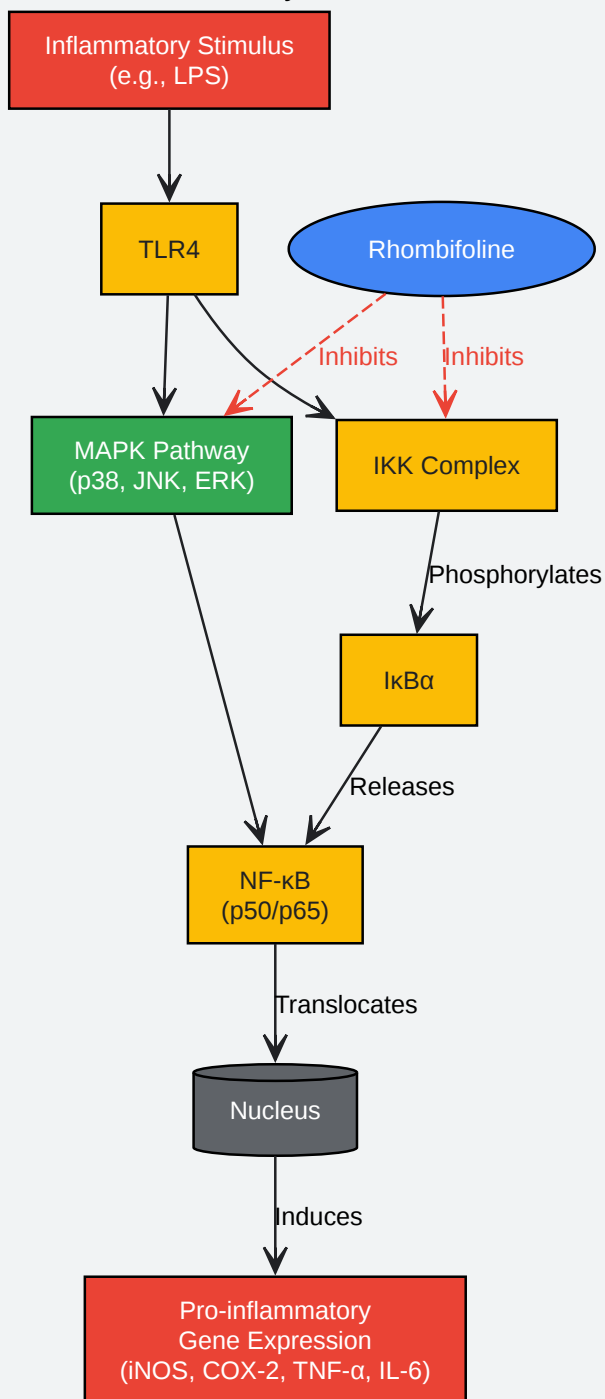 Inflammatory Stimulus
(e.g., LPS)
TLR4
Rhombifoline
Inhibits
Inhibits
MAPK Pathway
(p38, JNK, ERK)
IKK Complex
Phosphorylates
IκBα
Releases
NF-κB
(p50/p65)
Translocates
Nucleus
Induces
Pro-inflammatory
Gene Expression
(iNOS, COX-2, TNF-α, IL-6)